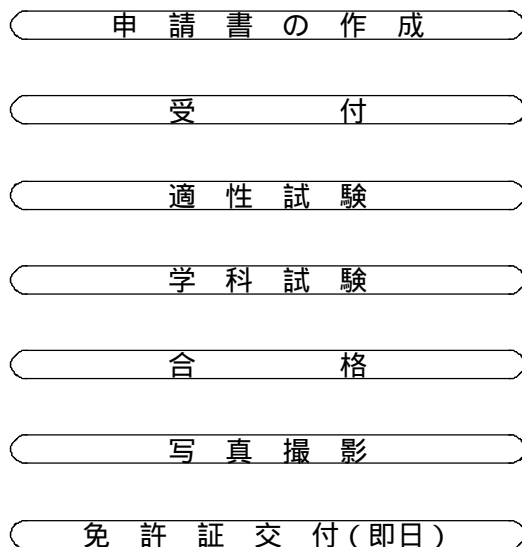 申請書の作成
受付
適性試験
学科試験
合格
写真撮影
免許証交付(即日)